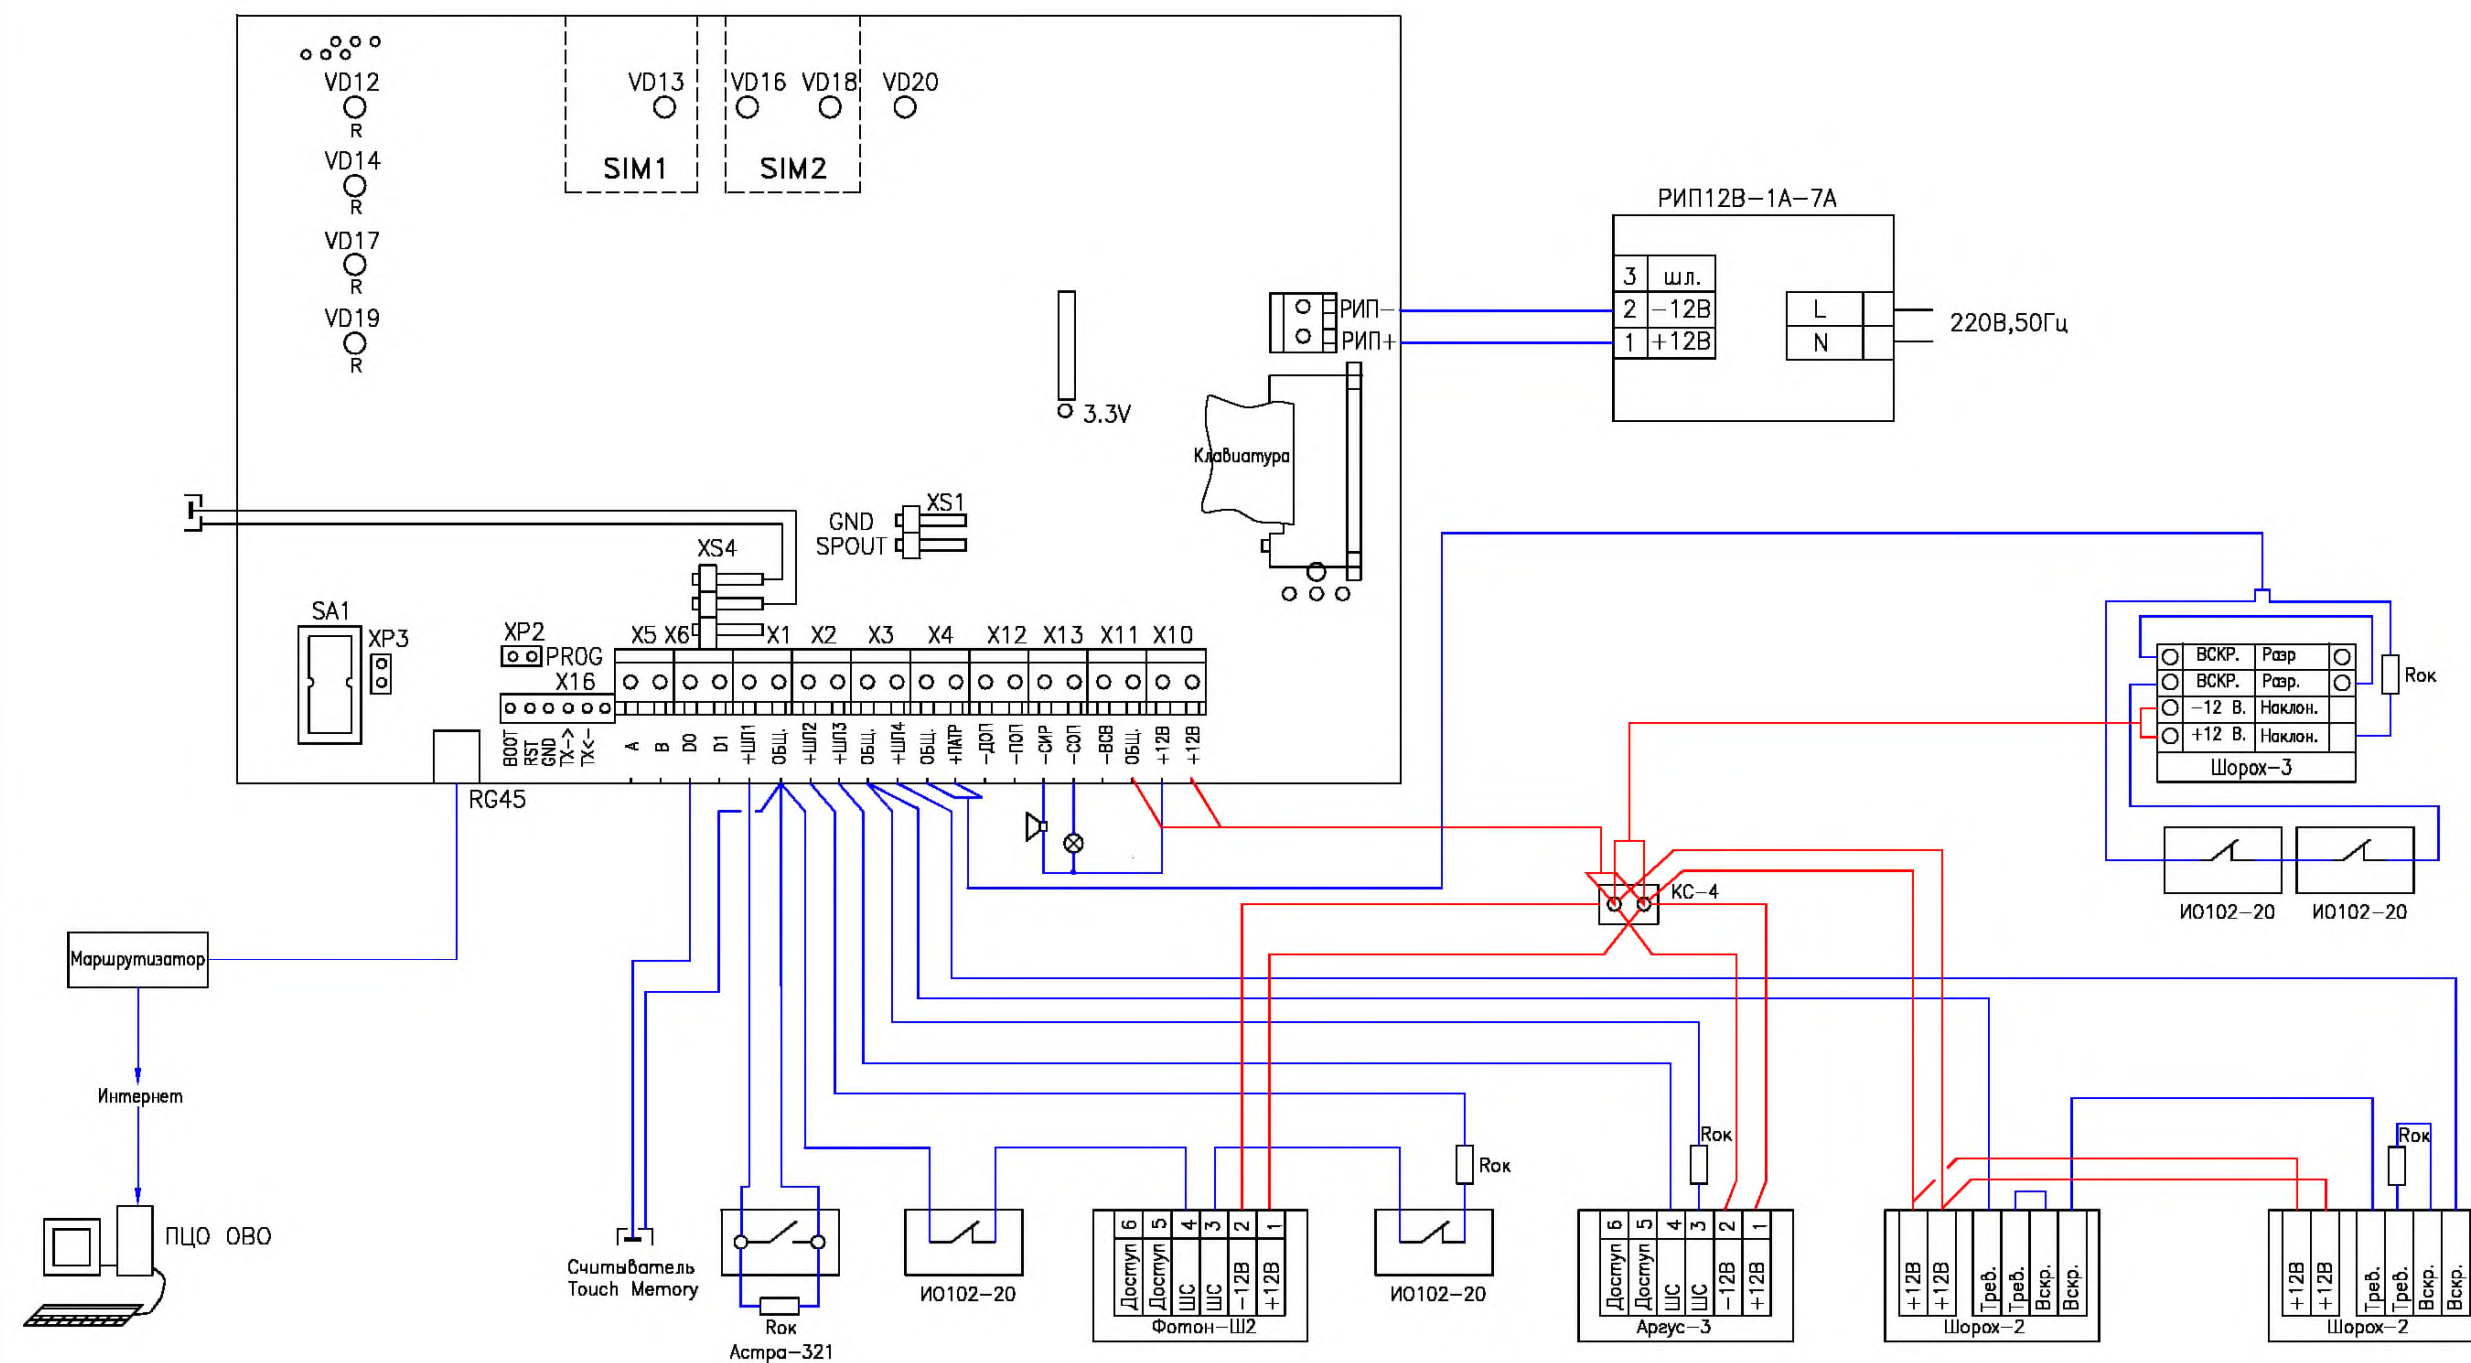 VD12
R
VD14
R
VD17
R
VD19
R
VD13
VD16
VD18
VD20
SIM1
SIM2
РИП12В-1А-7А
3 шл.
2 -12В
1 +12В
L
N
220В,50Гц
РИП-
РИП+
3.3V
Клавиатура
XS1
GND
SPOUT
XS4
SA1
XP3
XP2
PROG
X16
X5 X6 X1 X2 X3 X4 X12 X13 X11 X10
BOOT
RST
GND
TX->
TX<-
A
B
D0
D1
+ШЛ1
ОБЩ.
+ШЛ2
+ШЛ3
ОБЩ.
+ШЛ4
ОБЩ.
+ПАТР
-ДОП
-ПОП
-СИР
-СОП
-ВСВ
ОБЩ.
+12В
+12В
RG45
ВСКР. Разр
ВСКР. Разр.
-12 В. Наклон.
+12 В. Наклон.
Шорох-3
Rок
ИО102-20
ИО102-20
КС-4
Маршрутизатор
Интернет
ПЦО ОВО
Считыватель
Touch Memory
Rок
Астра-321
ИО102-20
6 5 4 3 2 1
Доступ
Доступ
ШС
ШС
-12В
+12В
Фотон-Ш2
Rок
ИО102-20
Rок
6 5 4 3 2 1
Доступ
Доступ
ШС
ШС
-12В
+12В
Аргус-3
+12В
+12В
Трев.
Трев.
Вскр.
Вскр.
Шорох-2
Rок
+12В
+12В
Трев.
Трев.
Вскр.
Вскр.
Шорох-2